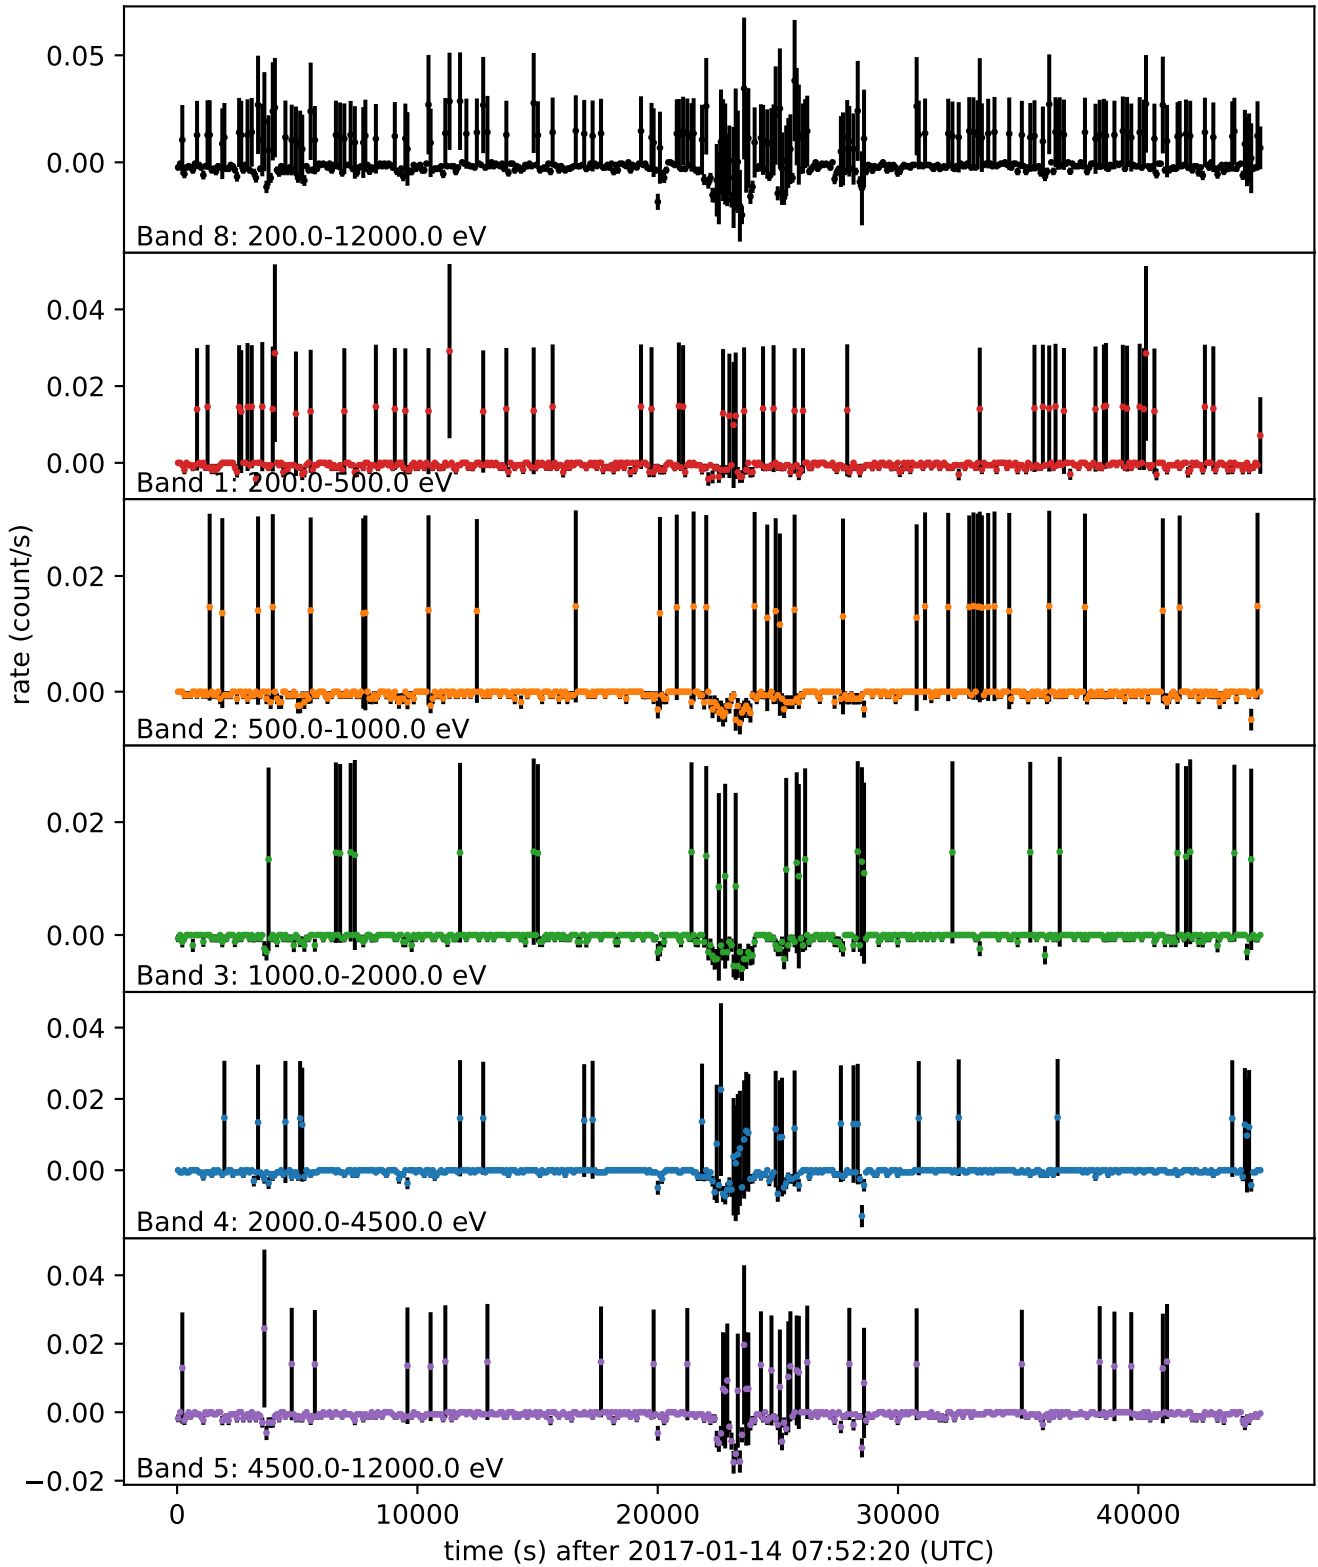 0.05
0.00
Band 8: 200.0-12000.0 eV
0.04
0.02
0.00
Band 1: 200.0-500.0 eV
0.02
0.00
Band 2: 500.0-1000.0 eV
rate (count/s)
0.02
0.00
Band 3: 1000.0-2000.0 eV
0.04
0.02
0.00
Band 4: 2000.0-4500.0 eV
0.04
0.02
0.00
−0.02
Band 5: 4500.0-12000.0 eV
0 10000 20000 30000 40000
time (s) after 2017-01-14 07:52:20 (UTC)